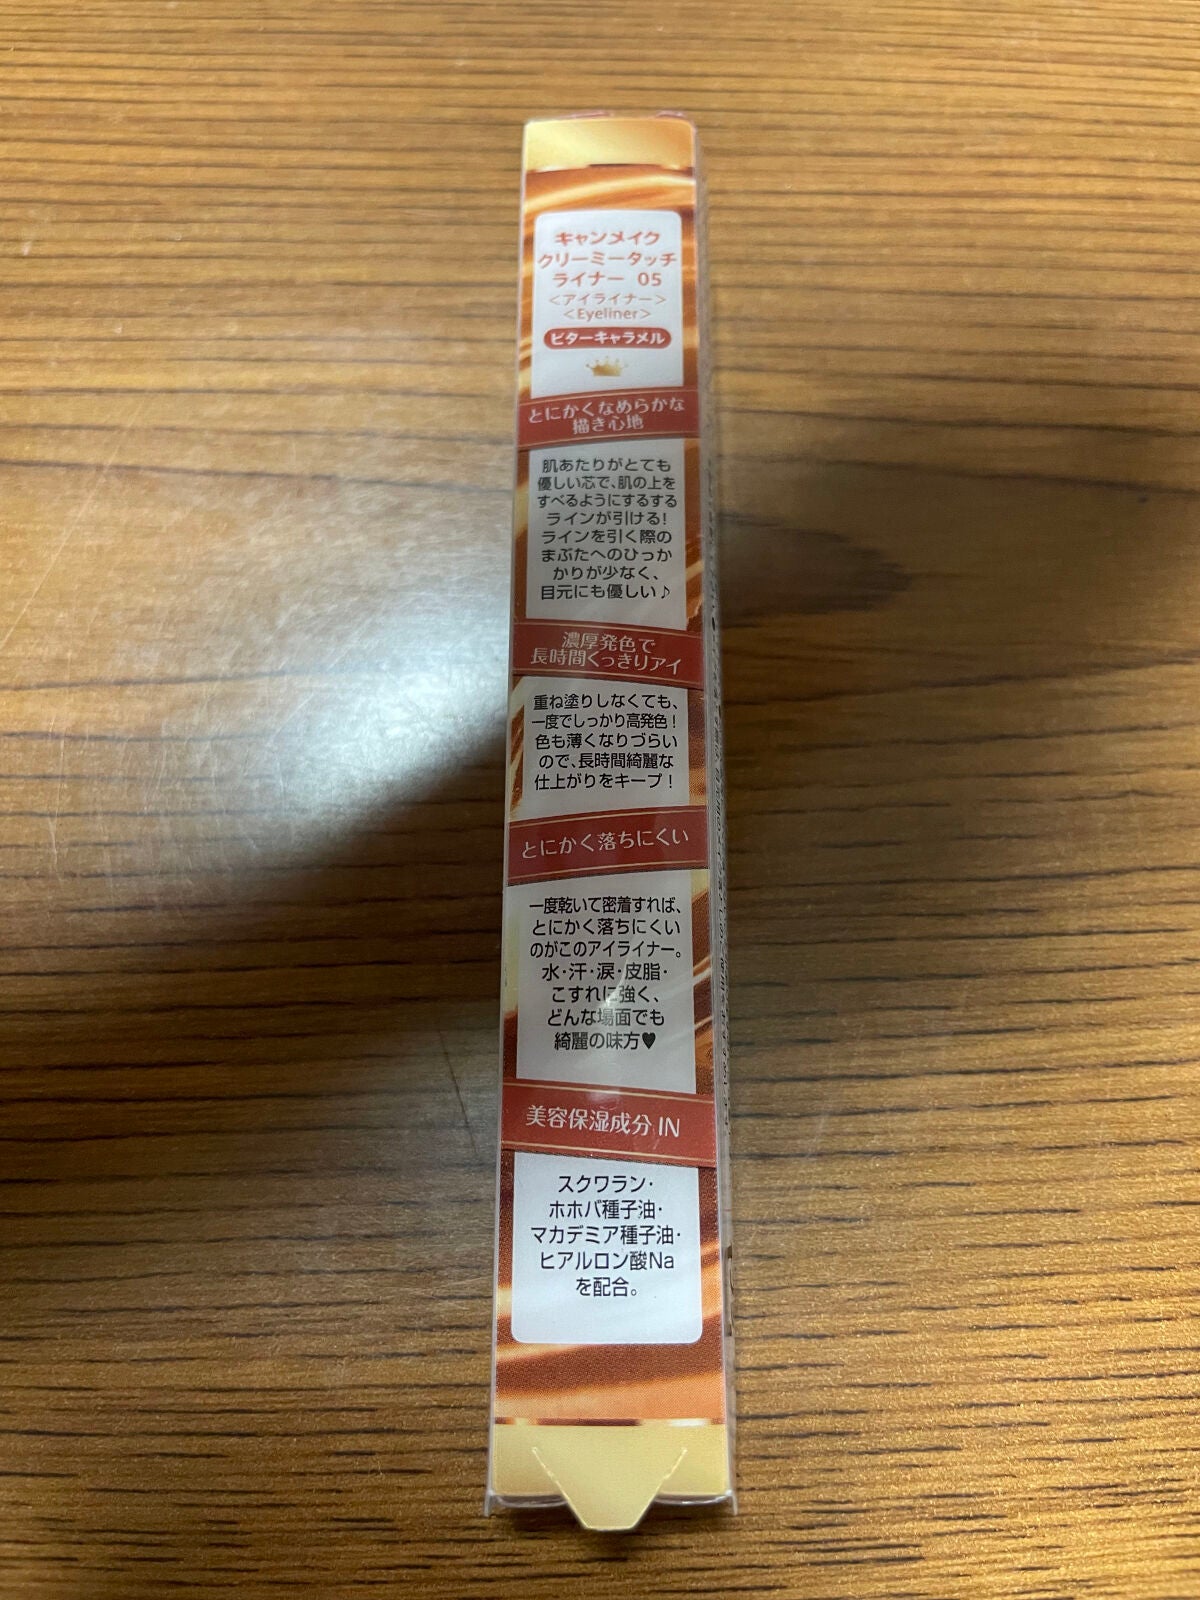 キャンメイク
クリーミータッチ
ライナー 05
<アイライナー>
<Eyeliner>
ビターキャラメル
とにかくなめらかな
描き心地
肌あたりがとても
優しい芯で、肌の上を
すべるようにするする
ラインが引ける!
ラインを引く際の
まぶたへのひっか
かりが少なく、
目元にも優しい♪
濃厚発色で
長時間くっきりアイ
重ね塗りしなくても、
一度でしっかり高発色!
色も薄くなりづらい
ので、長時間綺麗な
仕上がりをキープ!
とにかく落ちにくい
一度乾いて密着すれば、
とにかく落ちにくい
のがこのアイライナー。
水・汗・涙・皮脂・
こすれに強く、
どんな場面でも
綺麗の味方♥
美容保湿成分 IN
スクワラン・
ホホバ種子油・
マカデミア種子油・
ヒアルロン酸Na
を配合。